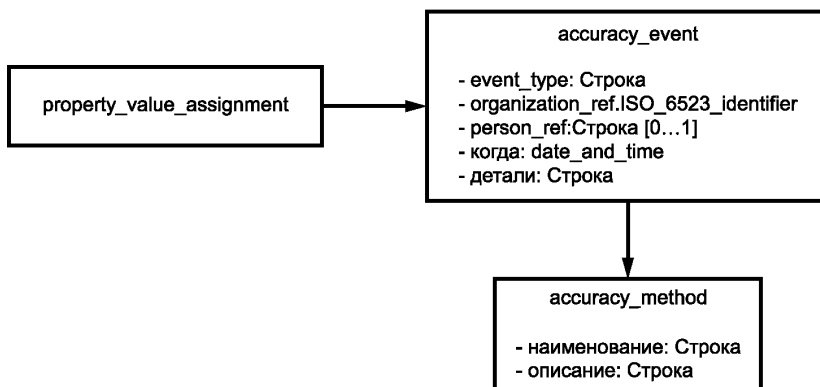 accuracy_event
property_value_assignment
- event_type: Строка
- organization_ref.ISO_6523_identifier
- person_ref:Строка [0...1]
- когда: date_and_time
- детали: Строка
accuracy_method
- наименование: Строка
- описание: Строка